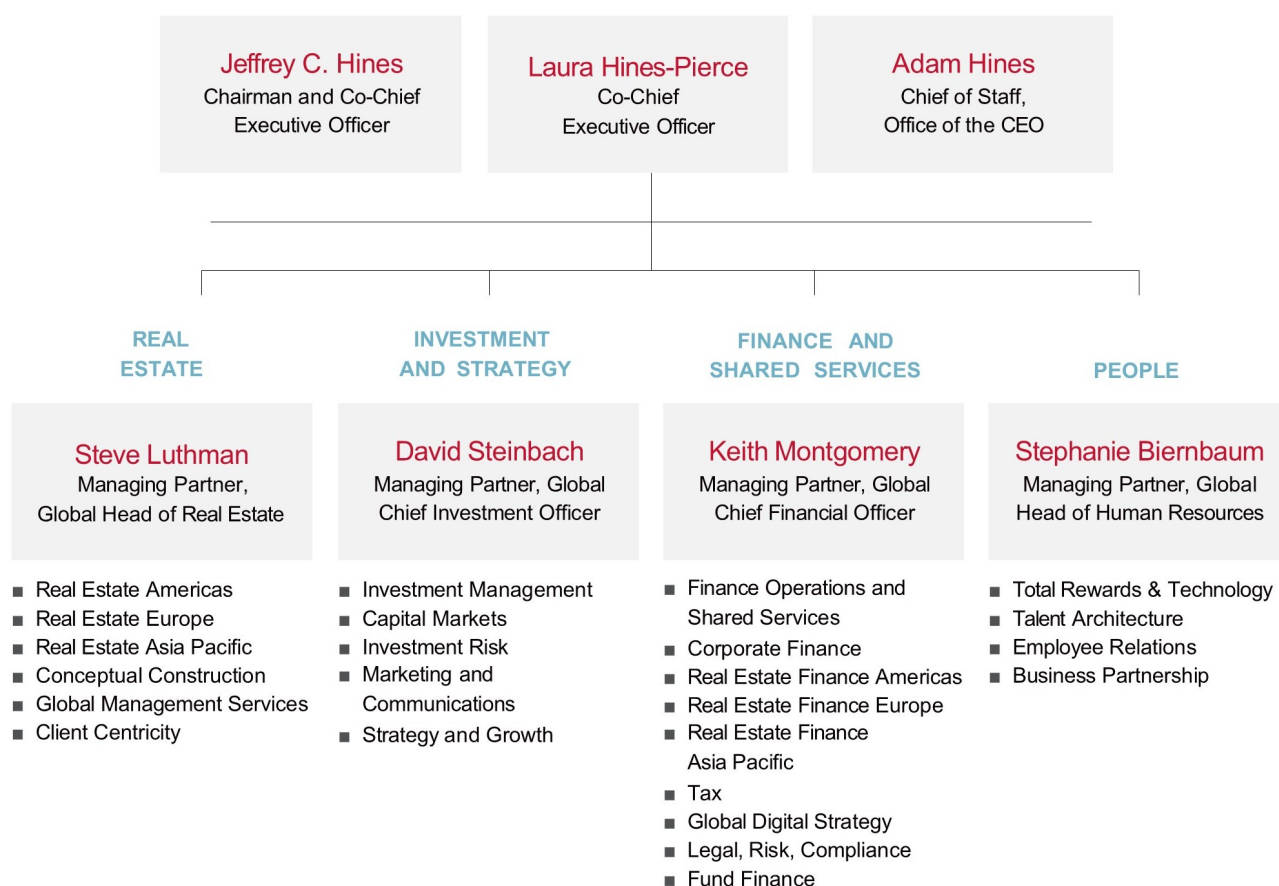 Jeffrey C. Hines
Chairman and Co-Chief
Executive Officer
Laura Hines-Pierce
Co-Chief
Executive Officer
Adam Hines
Chief of Staff,
Office of the CEO
REAL
ESTATE
Steve Luthman
Managing Partner,
Global Head of Real Estate
■ Real Estate Americas
■ Real Estate Europe
■ Real Estate Asia Pacific
■ Conceptual Construction
■ Global Management Services
■ Client Centricity
INVESTMENT
AND STRATEGY
David Steinbach
Managing Partner, Global
Chief Investment Officer
■ Investment Management
■ Capital Markets
■ Investment Risk
■ Marketing and
Communications
■ Strategy and Growth
FINANCE AND
SHARED SERVICES
Keith Montgomery
Managing Partner, Global
Chief Financial Officer
■ Finance Operations and
Shared Services
■ Corporate Finance
■ Real Estate Finance Americas
■ Real Estate Finance Europe
■ Real Estate Finance
Asia Pacific
■ Tax
■ Global Digital Strategy
■ Legal, Risk, Compliance
■ Fund Finance
PEOPLE
Stephanie Biernbaum
Managing Partner, Global
Head of Human Resources
■ Total Rewards & Technology
■ Talent Architecture
■ Employee Relations
■ Business Partnership